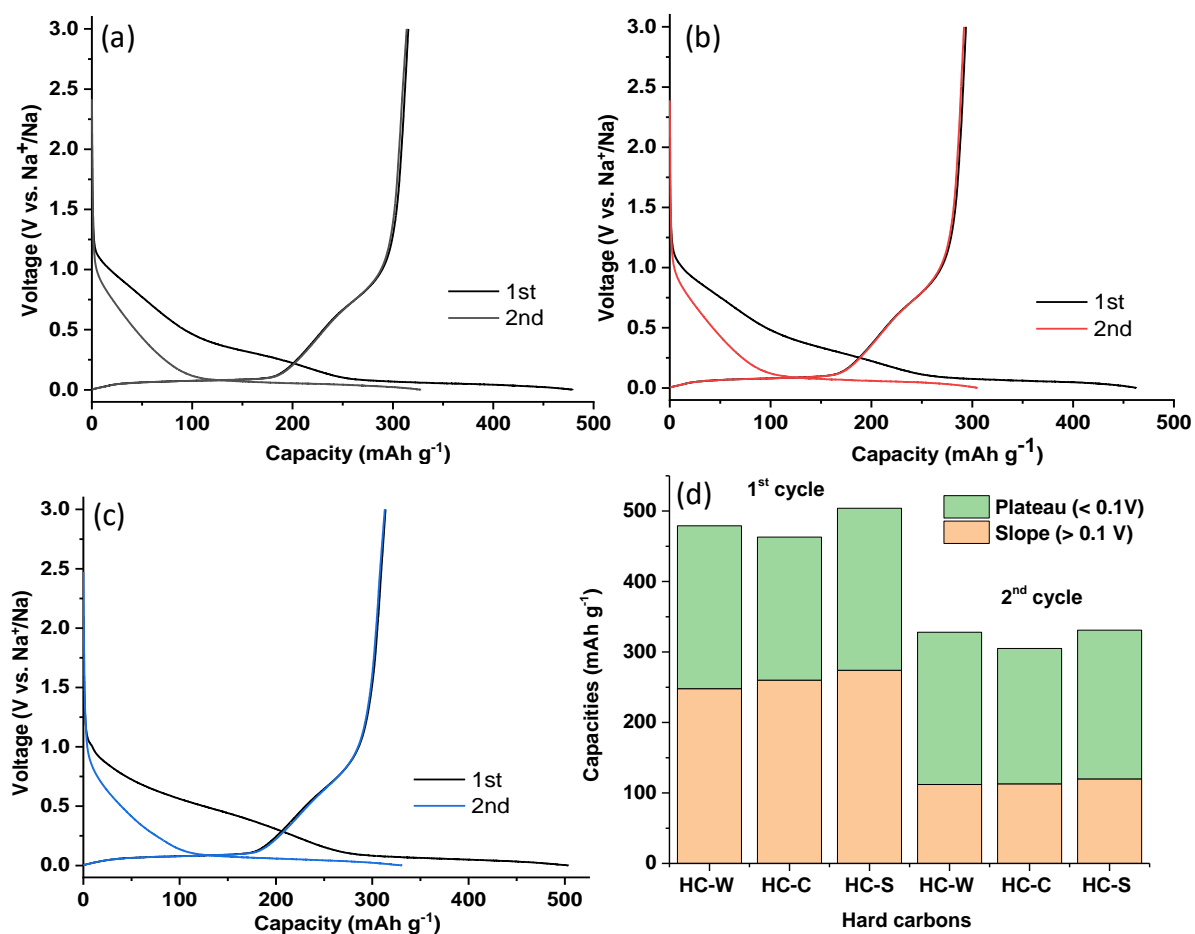 (a)
3.0
2.5
2.0
1.5
1.0
0.5
0.0
Voltage (V vs. Na⁺/Na)
1st
2nd
0 100 200 300 400 500
Capacity (mAh g⁻¹)
(b)
3.0
2.5
2.0
1.5
1.0
0.5
0.0
Voltage (V vs. Na⁺/Na)
1st
2nd
0 100 200 300 400 500
Capacity (mAh g⁻¹)
(c)
3.0
2.5
2.0
1.5
1.0
0.5
0.0
Voltage (V vs. Na⁺/Na)
1st
2nd
0 100 200 300 400 500
Capacity (mAh g⁻¹)
(d)
1ˢᵗ cycle
Plateau (< 0.1V)
Slope (> 0.1 V)
2ⁿᵈ cycle
500
400
300
200
100
0
Capacities (mAh g⁻¹)
HC-W HC-C HC-S HC-W HC-C HC-S
Hard carbons